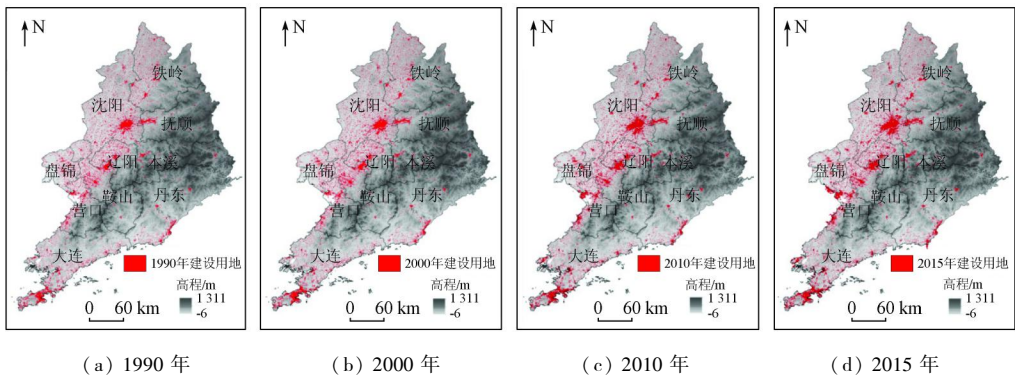 N
铁岭
沈阳
抚顺
辽阳 本溪
盘锦
鞍山 丹东
营口
大连
1990年建设用地
高程/m
0 60 km
1 311
-6
(a) 1990 年
N
铁岭
沈阳
抚顺
辽阳 本溪
盘锦
鞍山 丹东
营口
大连
2000年建设用地
高程/m
0 60 km
1 311
-6
(b) 2000 年
N
铁岭
沈阳
抚顺
辽阳 本溪
盘锦
鞍山 丹东
营口
大连
2010年建设用地
高程/m
0 60 km
1 311
-6
(c) 2010 年
N
铁岭
沈阳
抚顺
辽阳 本溪
盘锦
鞍山 丹东
营口
大连
2015年建设用地
高程/m
0 60 km
1 311
-6
(d) 2015 年